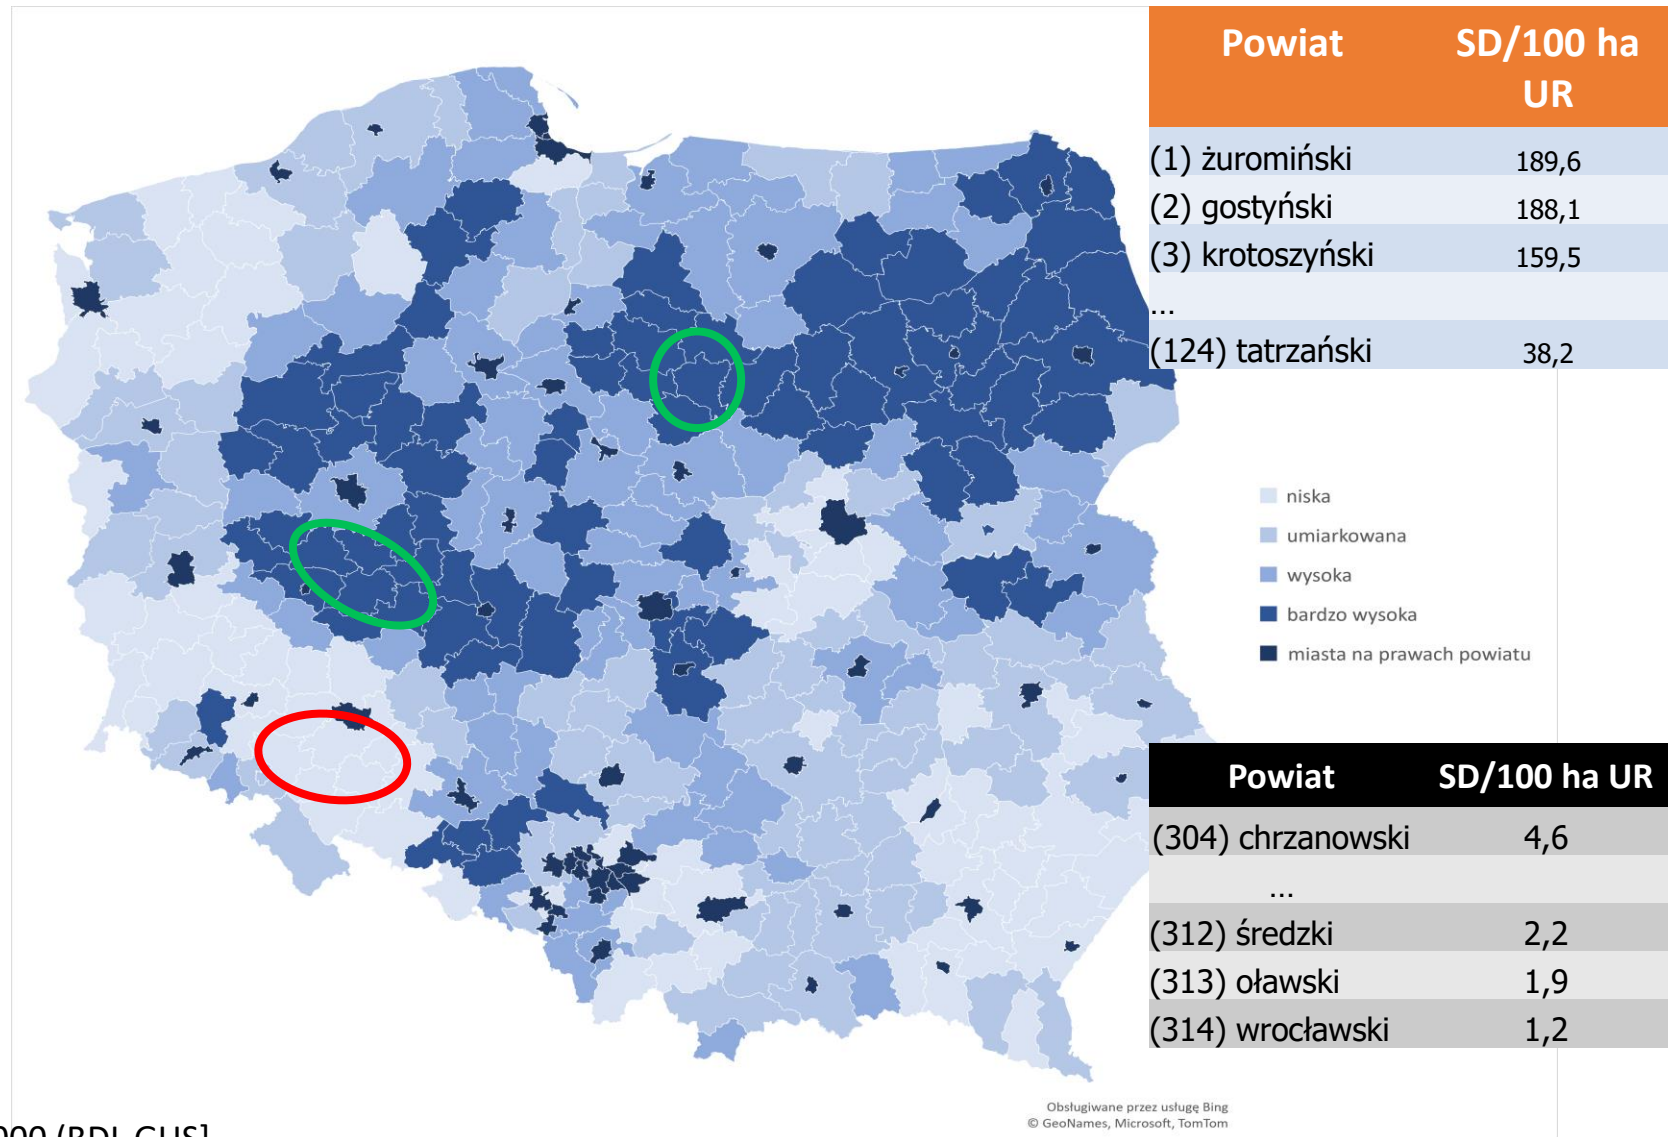 Powiat SD/100 ha
UR
(1) żuromiński 189,6
(2) gostyński 188,1
(3) krotoszyński 159,5
...
(124) tatrzański 38,2
niska
umiarkowana
wysoka
bardzo wysoka
miasta na prawach powiatu
Powiat SD/100 ha UR
(304) chrzanowski 4,6
...
(312) średzki 2,2
(313) oławski 1,9
(314) wrocławski 1,2
Obsługiwane przez usługę Bing
© GeoNames, Microsoft, TomTom